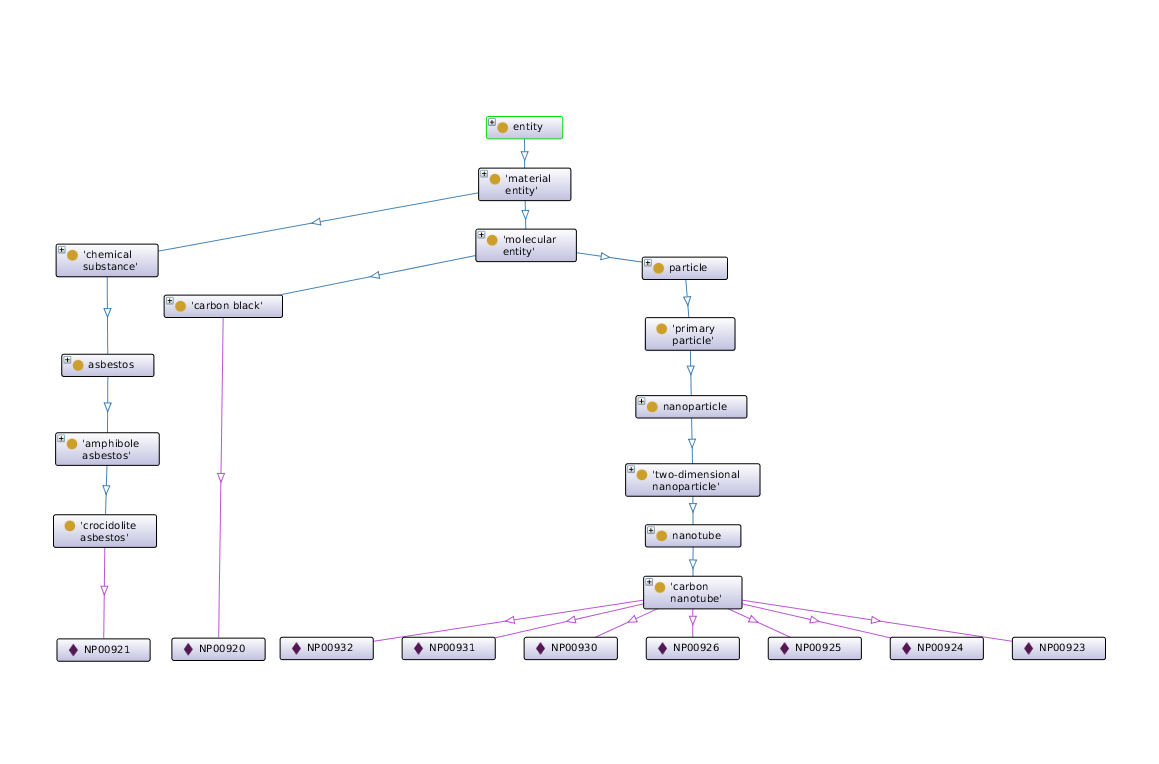 entity
'material
entity'
'molecular
entity'
'chemical
substance'
particle
'carbon black'
'primary
particle'
asbestos
nanoparticle
'amphibole
asbestos'
'two-dimensional
nanoparticle'
'crocidolite
asbestos'
nanotube
'carbon
nanotube'
NP00921
NP00920
NP00932
NP00931
NP00930
NP00926
NP00925
NP00924
NP00923